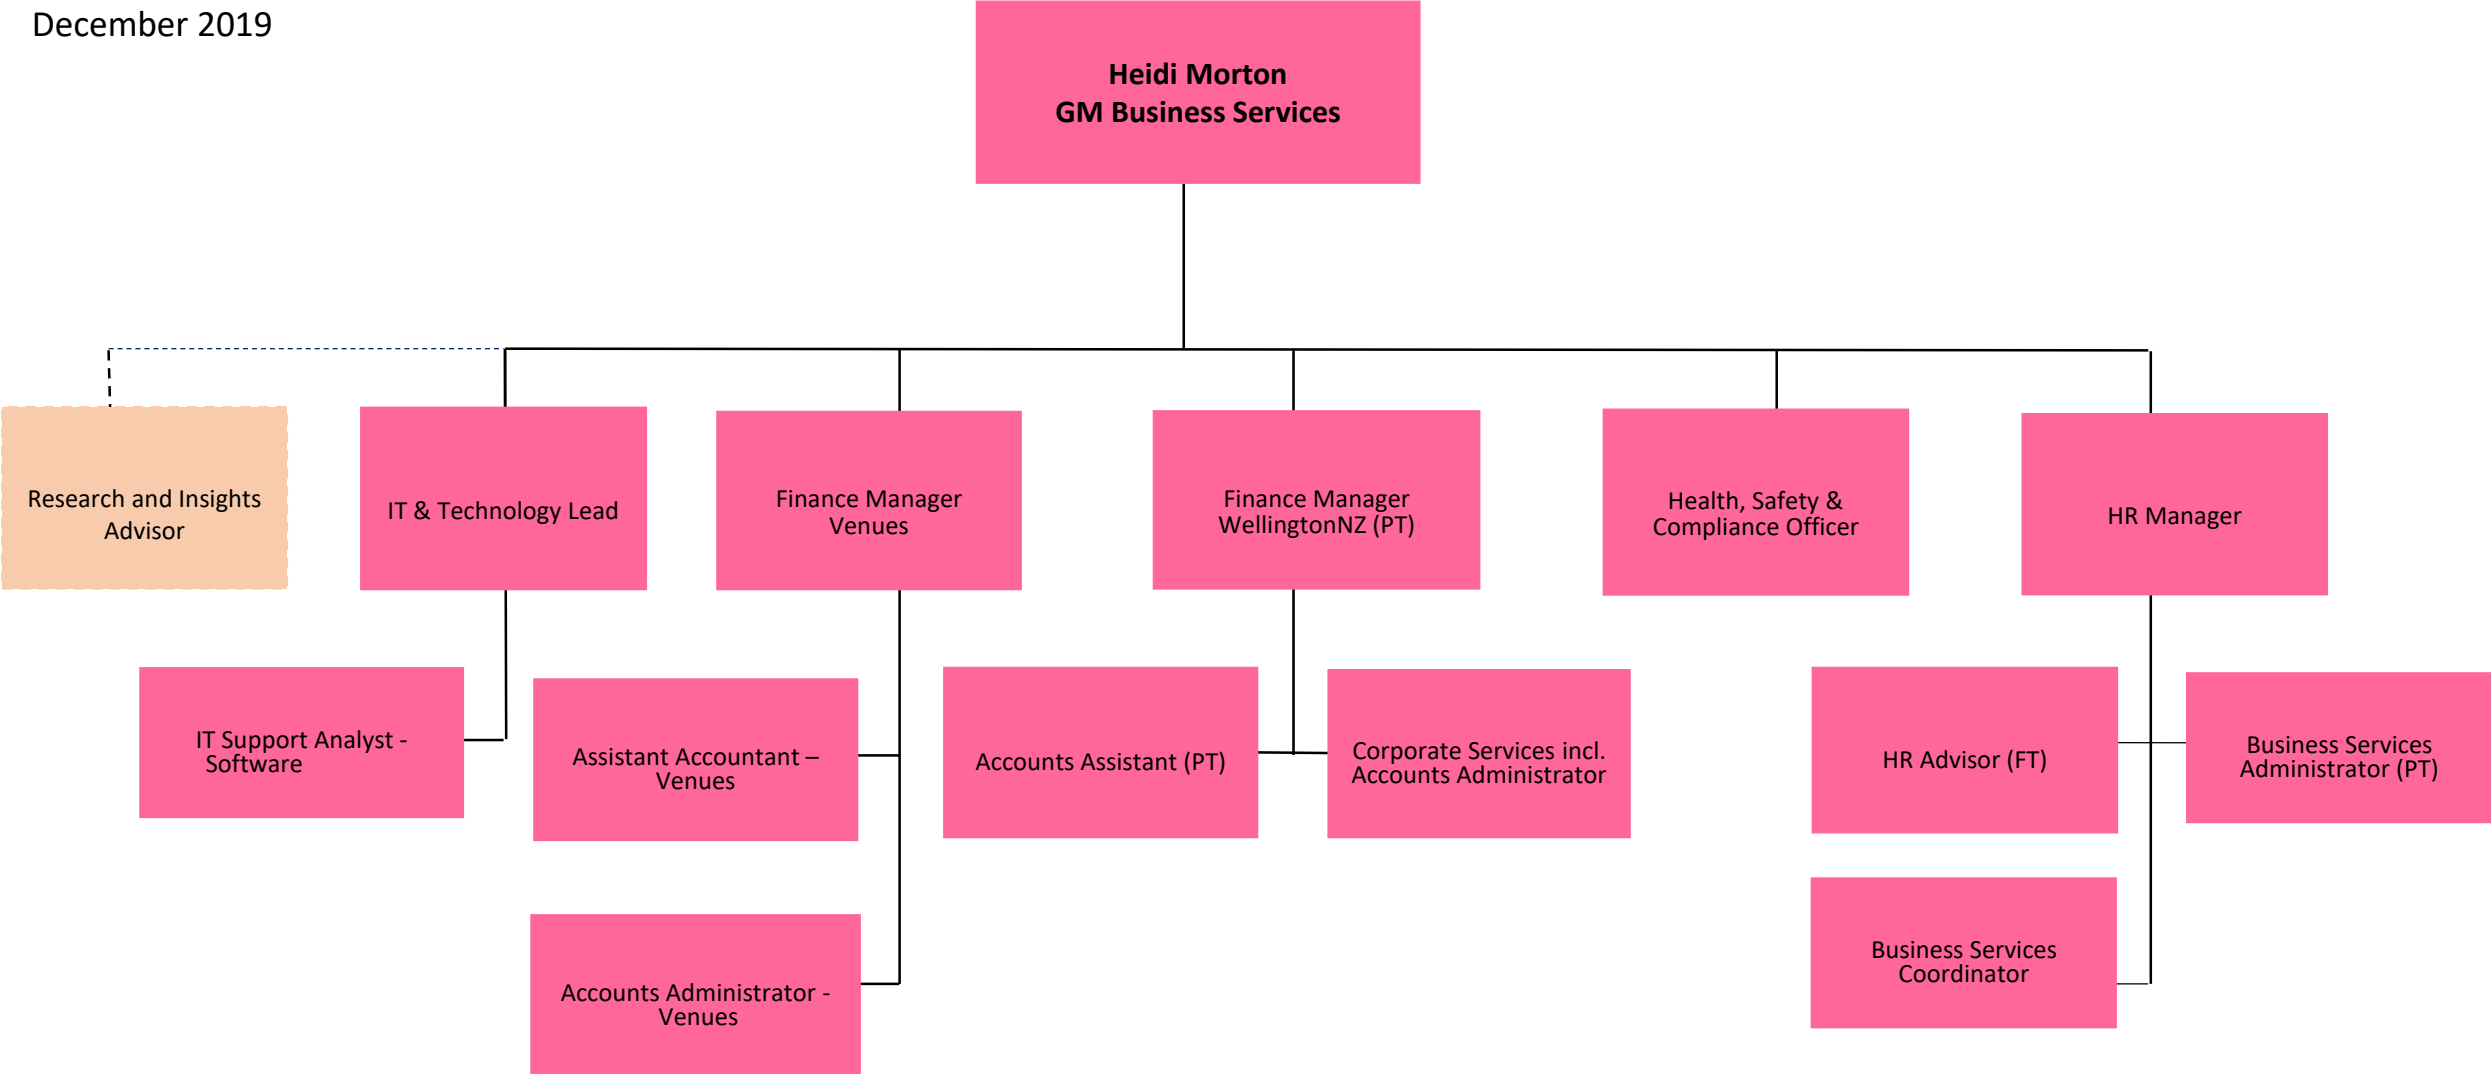 December 2019
Heidi Morton
GM Business Services
Research and Insights
Advisor
IT & Technology Lead
Finance Manager
Venues
Finance Manager
WellingtonNZ (PT)
Health, Safety &
Compliance Officer
HR Manager
IT Support Analyst -
Software
Assistant Accountant –
Venues
Accounts Assistant (PT)
Corporate Services incl.
Accounts Administrator
HR Advisor (FT)
Business Services
Administrator (PT)
Accounts Administrator -
Venues
Business Services
Coordinator